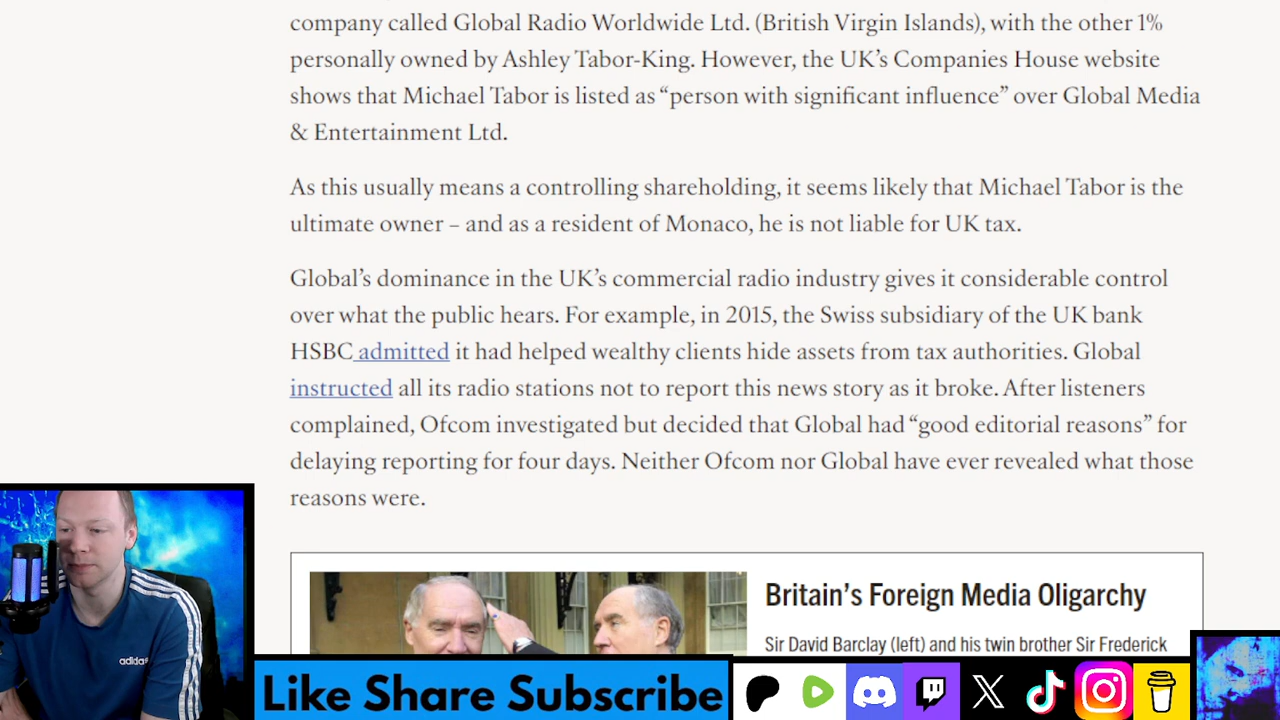 company called Global Radio Worldwide Ltd. (British Virgin Islands), with the other 1%
personally owned by Ashley Tabor-King. However, the UK’s Companies House website
shows that Michael Tabor is listed as “person with significant influence” over Global Media
& Entertainment Ltd.
As this usually means a controlling shareholding, it seems likely that Michael Tabor is the
ultimate owner – and as a resident of Monaco, he is not liable for UK tax.
Global’s dominance in the UK’s commercial radio industry gives it considerable control
over what the public hears. For example, in 2015, the Swiss subsidiary of the UK bank
HSBC admitted it had helped wealthy clients hide assets from tax authorities. Global
instructed all its radio stations not to report this news story as it broke. After listeners
complained, Ofcom investigated but decided that Global had “good editorial reasons” for
delaying reporting for four days. Neither Ofcom nor Global have ever revealed what those
reasons were.
Britain’s Foreign Media Oligarchy
Sir David Barclay (left) and his twin brother Sir Frederick
adidas
Like Share Subscribe